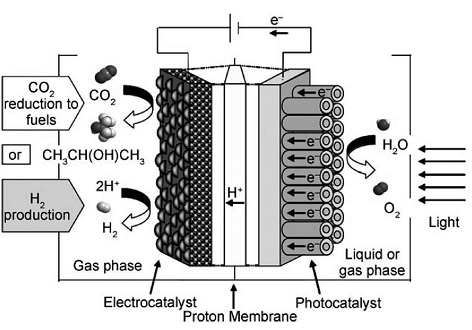 e⁻
CO₂
reduction to
fuels
CO₂
or
CH₃CH(OH)CH₃
H₂
production
2H⁺
H₂
Gas phase
H⁺
e⁻
e⁻
e⁻
e⁻
e⁻
e⁻
e⁻
H₂O
O₂
Light
Liquid or
gas phase
Electrocatalyst
Proton Membrane
Photocatalyst